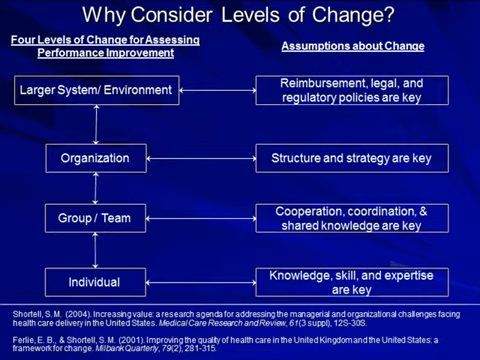 Why Consider Levels of Change?
Four Levels of Change for Assessing
Performance Improvement
Assumptions about Change
Larger System/ Environment
Reimbursement, legal, and
regulatory policies are key
Organization
Structure and strategy are key
Group / Team
Cooperation, coordination, &
shared knowledge are key
Individual
Knowledge, skill, and expertise
are key
Shortell, S. M. (2004). Increasing value: a research agenda for addressing the managerial and organizational challenges facing
health care delivery in the United States. Medical Care Research and Review, 61(3 suppl), 12S-30S.
Ferlie, E. B., & Shortell, S. M. (2001). Improving the quality of health care in the United Kingdom and the United States: a
framework for change. Milbank Quarterly, 79(2), 281-315.